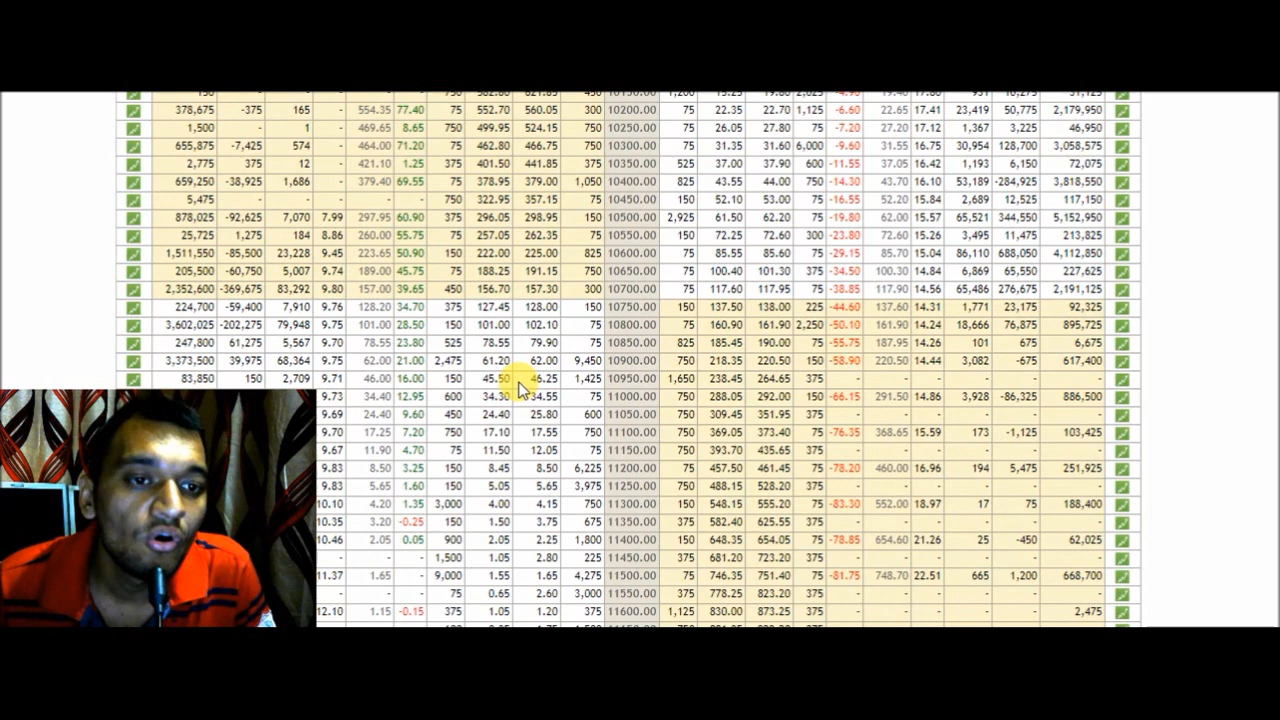 378,675 -375 165 - 554.35 77.40 75 552.70 560.05 300 10200.00 75 22.35 22.70 1,125 -6.60 22.65 17.41 23,419 50,775 2,179,950
1,500 - 1 - 469.65 8.65 750 499.95 524.15 750 10250.00 75 26.05 27.80 75 -7.20 27.20 17.12 1,367 3,225 46,950
655,875 -7,425 574 - 464.00 71.20 75 462.80 466.75 750 10300.00 75 31.35 31.60 6,000 -9.60 31.55 16.75 30,954 128,700 3,058,575
2,775 375 12 - 421.10 1.25 375 401.50 441.85 375 10350.00 525 37.00 37.90 600 -11.55 37.05 16.42 1,193 6,150 72,075
659,250 -38,925 1,686 - 379.40 69.55 75 378.95 379.00 1,050 10400.00 825 43.55 44.00 750 -14.30 43.70 16.10 53,189 -284,925 3,818,550
5,475 - - - - - 750 322.95 357.15 75 10450.00 150 52.10 53.00 75 -16.55 52.20 15.84 2,689 12,525 117,150
878,025 -92,625 7,070 7.99 297.95 60.90 375 296.05 298.95 150 10500.00 2,925 61.50 62.20 75 -19.80 62.00 15.57 65,521 344,550 5,152,950
25,725 1,275 184 8.86 260.00 55.75 75 257.05 262.35 75 10550.00 150 72.25 72.60 300 -23.80 72.60 15.26 3,495 11,475 213,825
1,511,550 -85,500 23,228 9.45 223.65 50.90 150 222.00 225.00 825 10600.00 75 85.55 85.60 75 -29.15 85.70 15.04 86,110 688,050 4,112,850
205,500 -60,750 5,007 9.74 189.00 45.75 75 188.25 191.15 750 10650.00 75 100.40 101.30 375 -34.50 100.30 14.84 6,869 65,550 227,625
2,352,600 -369,675 83,292 9.80 157.70 39.65 450 156.70 157.30 300 10700.00 75 117.60 117.95 75 -38.85 117.90 14.56 65,486 276,675 2,191,125
224,700 -59,400 7,910 9.76 128.20 34.70 375 127.45 128.00 150 10750.00 150 137.50 138.00 225 -44.60 137.60 14.31 1,771 23,175 92,325
3,602,025 -202,275 79,948 9.75 101.00 28.50 150 101.00 102.10 75 10800.00 75 160.90 161.90 2,250 -50.10 161.90 14.24 18,666 76,875 895,725
247,800 61,275 5,567 9.70 78.55 23.80 525 78.55 79.90 75 10850.00 825 185.45 190.00 75 -55.75 187.95 14.26 101 675 6,675
3,373,500 39,975 68,364 9.75 62.00 21.00 2,475 61.20 62.00 9,450 10900.00 750 218.35 220.50 150 -58.90 220.50 14.44 3,082 -675 617,400
83,850 150 2,709 9.71 46.00 16.00 150 45.50 46.25 1,425 10950.00 1,650 238.45 264.65 375 - - - - - -
9.73 34.40 12.95 600 34.30 34.55 75 11000.00 750 288.05 292.00 150 -66.15 291.50 14.86 3,928 -86,325 886,500
9.69 24.40 9.60 450 24.40 25.80 600 11050.00 750 309.45 351.95 375 - - - - - -
9.70 17.25 7.20 750 17.10 17.55 750 11100.00 750 369.05 373.40 75 -76.35 368.65 15.59 173 -1,125 103,425
9.67 11.90 4.70 75 11.50 12.05 75 11150.00 750 393.70 435.65 375 - - - - - -
9.83 8.50 3.25 150 8.45 8.50 6,225 11200.00 75 457.50 461.45 75 -78.20 460.00 16.96 194 5,475 251,925
9.83 5.65 1.60 150 5.05 5.65 3,975 11250.00 150 488.15 528.20 375 - - - - - -
10.10 4.20 1.35 3,000 4.00 4.15 750 11300.00 150 548.15 555.20 75 -83.30 552.00 18.97 17 75 188,400
10.35 3.20 -0.25 150 1.50 3.75 675 11350.00 375 582.40 625.55 375 - - - - - -
10.46 2.05 0.05 900 2.05 2.25 1,800 11400.00 150 648.35 654.05 75 -78.85 654.60 21.26 25 -450 62,025
- - - 1,500 1.05 2.80 225 11450.00 375 681.20 723.20 375 - - - - - -
11.37 1.65 - 9,000 1.55 1.65 4,275 11500.00 75 746.35 751.40 75 -81.75 748.70 22.51 665 1,200 668,700
- - - 75 0.65 2.60 3,000 11550.00 375 778.25 823.20 375 - - - - - -
12.10 1.15 -0.15 375 1.05 1.20 375 11600.00 1,125 830.00 873.25 375 - - - - - 2,475